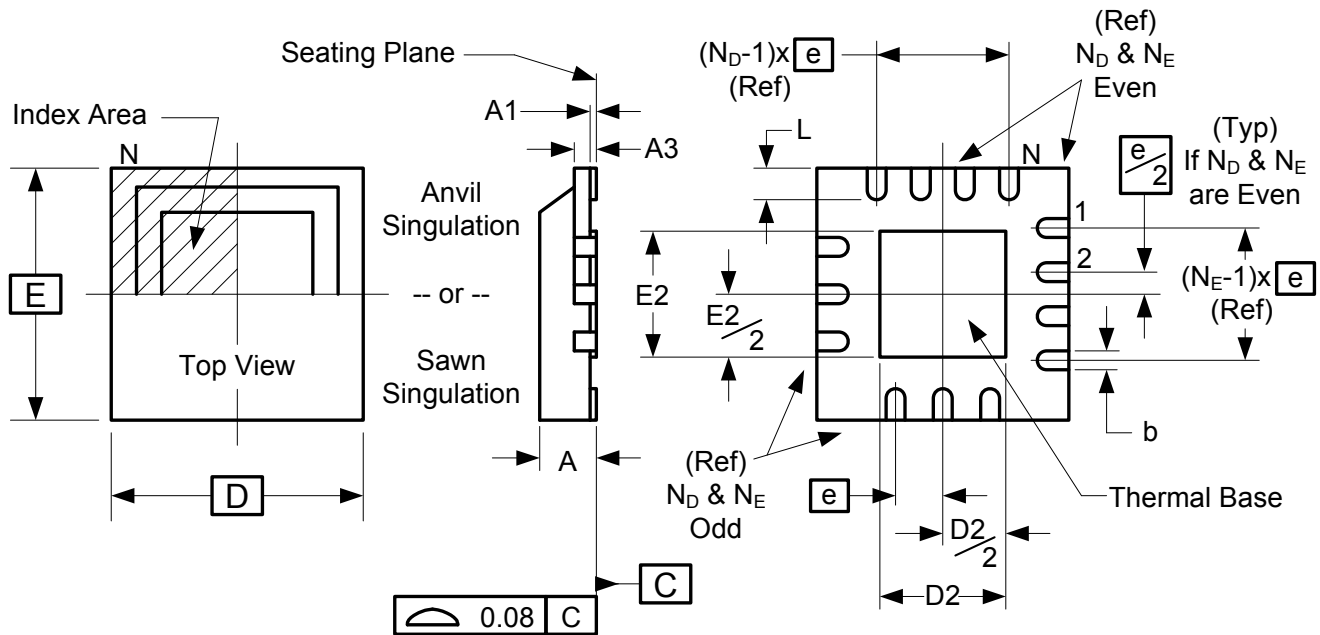 Seating Plane
(N_D-1)x e
(Ref)
(Ref)
N_D & N_E
Even
Index Area
A1
L
N
A3
N
e/2
(Typ)
If N_D & N_E
are Even
Anvil
Singulation
1
2
E
-- or --
E2
E2/2
(N_E-1)x e
(Ref)
Top View
Sawn
Singulation
b
A
(Ref)
N_D & N_E
Odd
e
Thermal Base
D
D2/2
C
D2
0.08 C